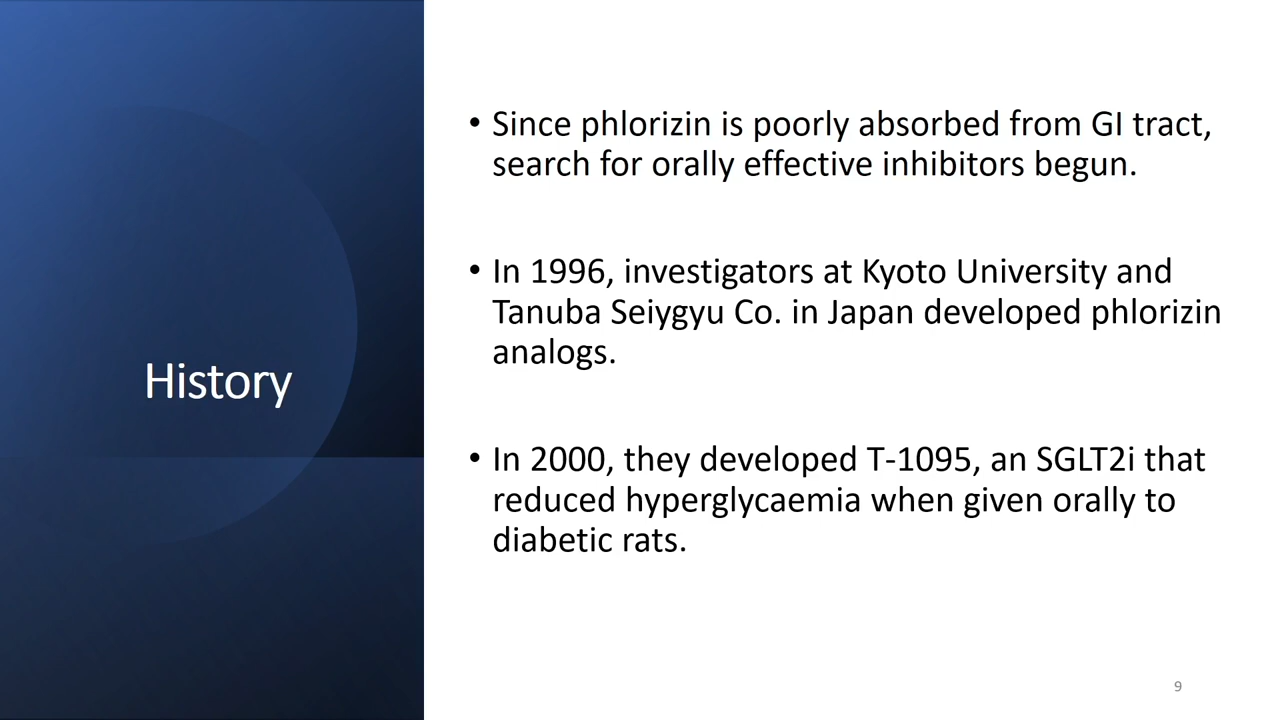 History
• Since phlorizin is poorly absorbed from GI tract,
search for orally effective inhibitors begun.
• In 1996, investigators at Kyoto University and
Tanuba Seiygyu Co. in Japan developed phlorizin
analogs.
• In 2000, they developed T-1095, an SGLT2i that
reduced hyperglycaemia when given orally to
diabetic rats.
9